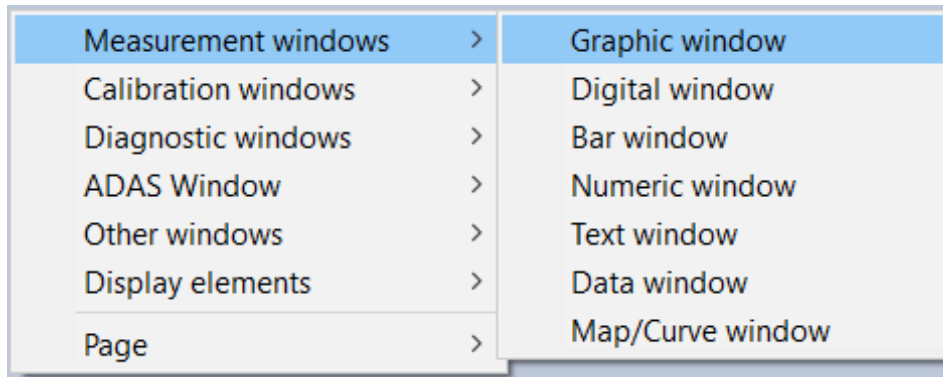 Measurement windows
Calibration windows
Diagnostic windows
ADAS Window
Other windows
Display elements
Page
Graphic window
Digital window
Bar window
Numeric window
Text window
Data window
Map/Curve window